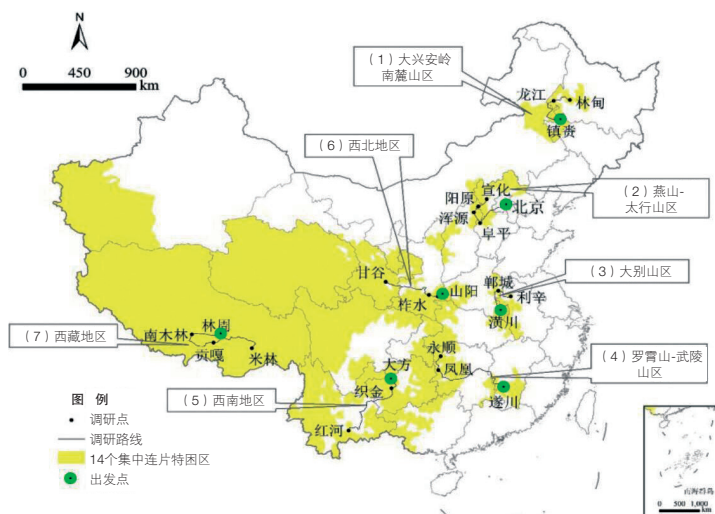 N
0 450 900
km
（1）大兴安岭
南麓山区
龙江
林甸
镇赉
（6）西北地区
宣化
阳原
北京
浑源
阜平
（2）燕山-
太行山区
甘谷
山阳
柞水
郸城
利辛
（3）大别山区
潢川
林周
南木林
（7）西藏地区
贡嘎
米林
永顺
大方
凤凰
（4）罗霄山-武陵
山区
织金
遂川
（5）西南地区
红河
图 例
调研点
调研路线
14个集中连片特困区
出发点
南海群岛
0 500 1,000
km